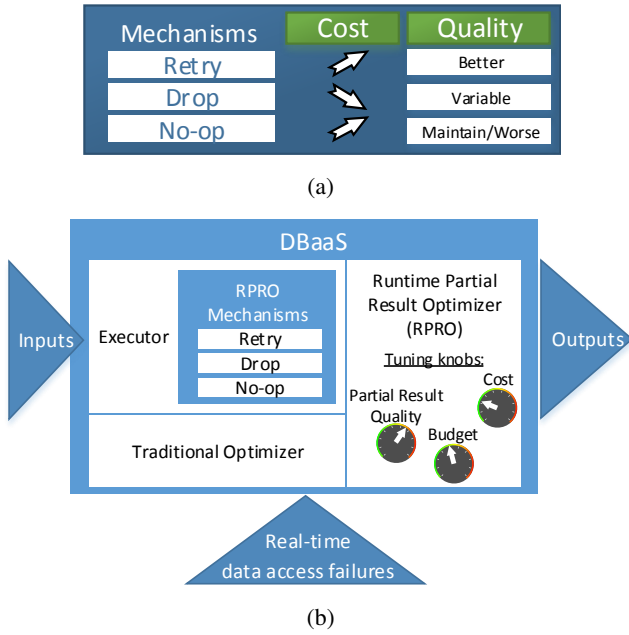 Mechanisms Cost Quality
Retry Better
Drop Variable
No-op Maintain/Worse
(a)
DBaaS
Inputs
Executor
RPRO
Mechanisms
Retry
Drop
No-op
Traditional Optimizer
Runtime Partial
Result Optimizer
(RPRO)
Tuning knobs:
Cost
Partial Result
Quality
Budget
Outputs
Real-time
data access failures
(b)